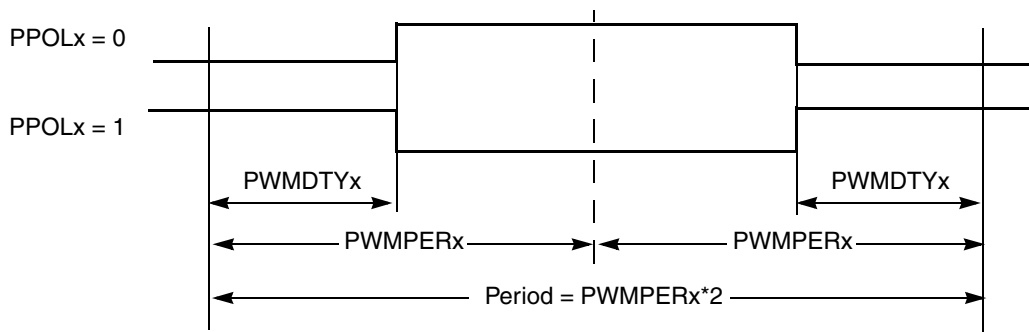 PPOLx = 0
PPOLx = 1
PWMDTYx
PWMDTYx
PWMPERx
PWMPERx
Period = PWMPERx*2